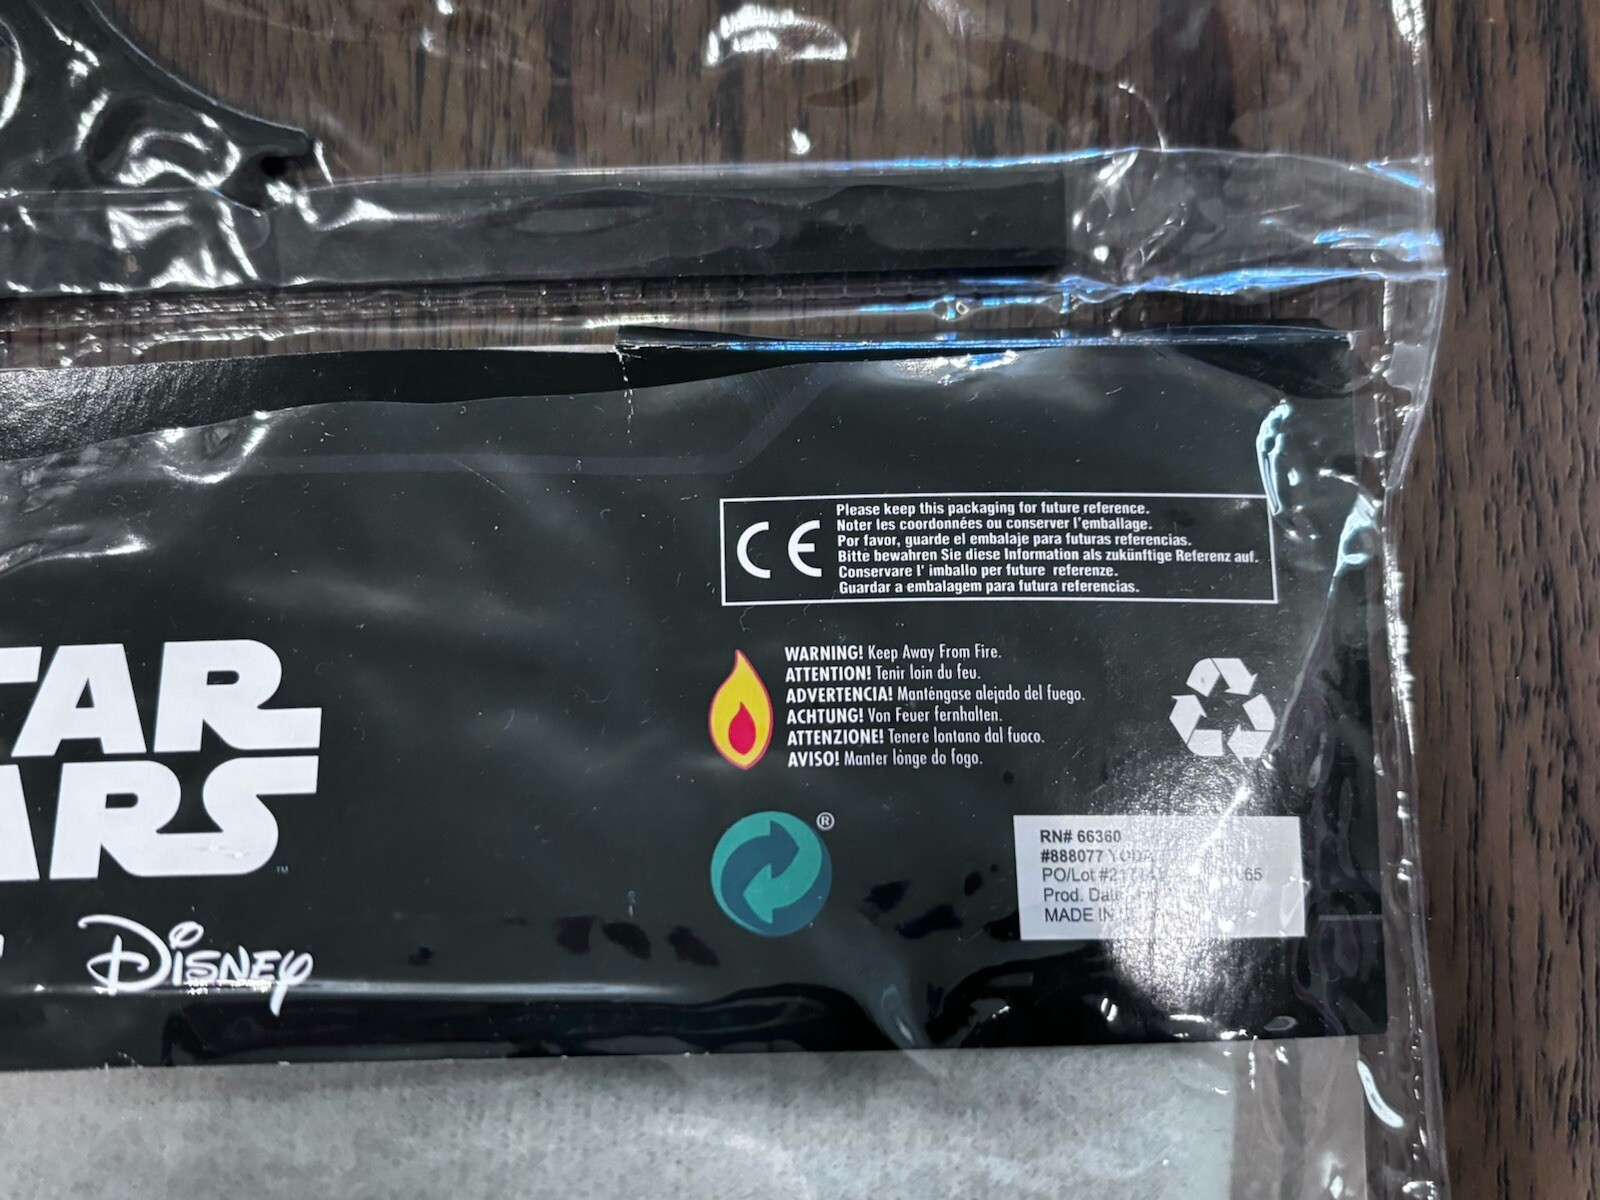 Please keep this packaging for future reference.
Noter les coordonnées ou conserver l'emballage.
Por favor, guarde el embalaje para futuras referencias.
Bitte bewahren Sie diese Information als zukünftige Referenz auf.
Conservare l' imballo per future referenze.
Guardar a embalagem para futura referencias.
CE
WARNING! Keep Away From Fire.
ATTENTION! Tenir loin du feu.
ADVERTENCIA! Manténgase alejado del fuego.
ACHTUNG! Von Feuer fernhalten.
ATTENZIONE! Tenere lontano dal fuoco.
AVISO! Manter lònge do fogo.
TAR
ARS
TM
®
RN# 66360
#888077 YODA
PO/Lot
Prod.
MADE IN
DISNEY